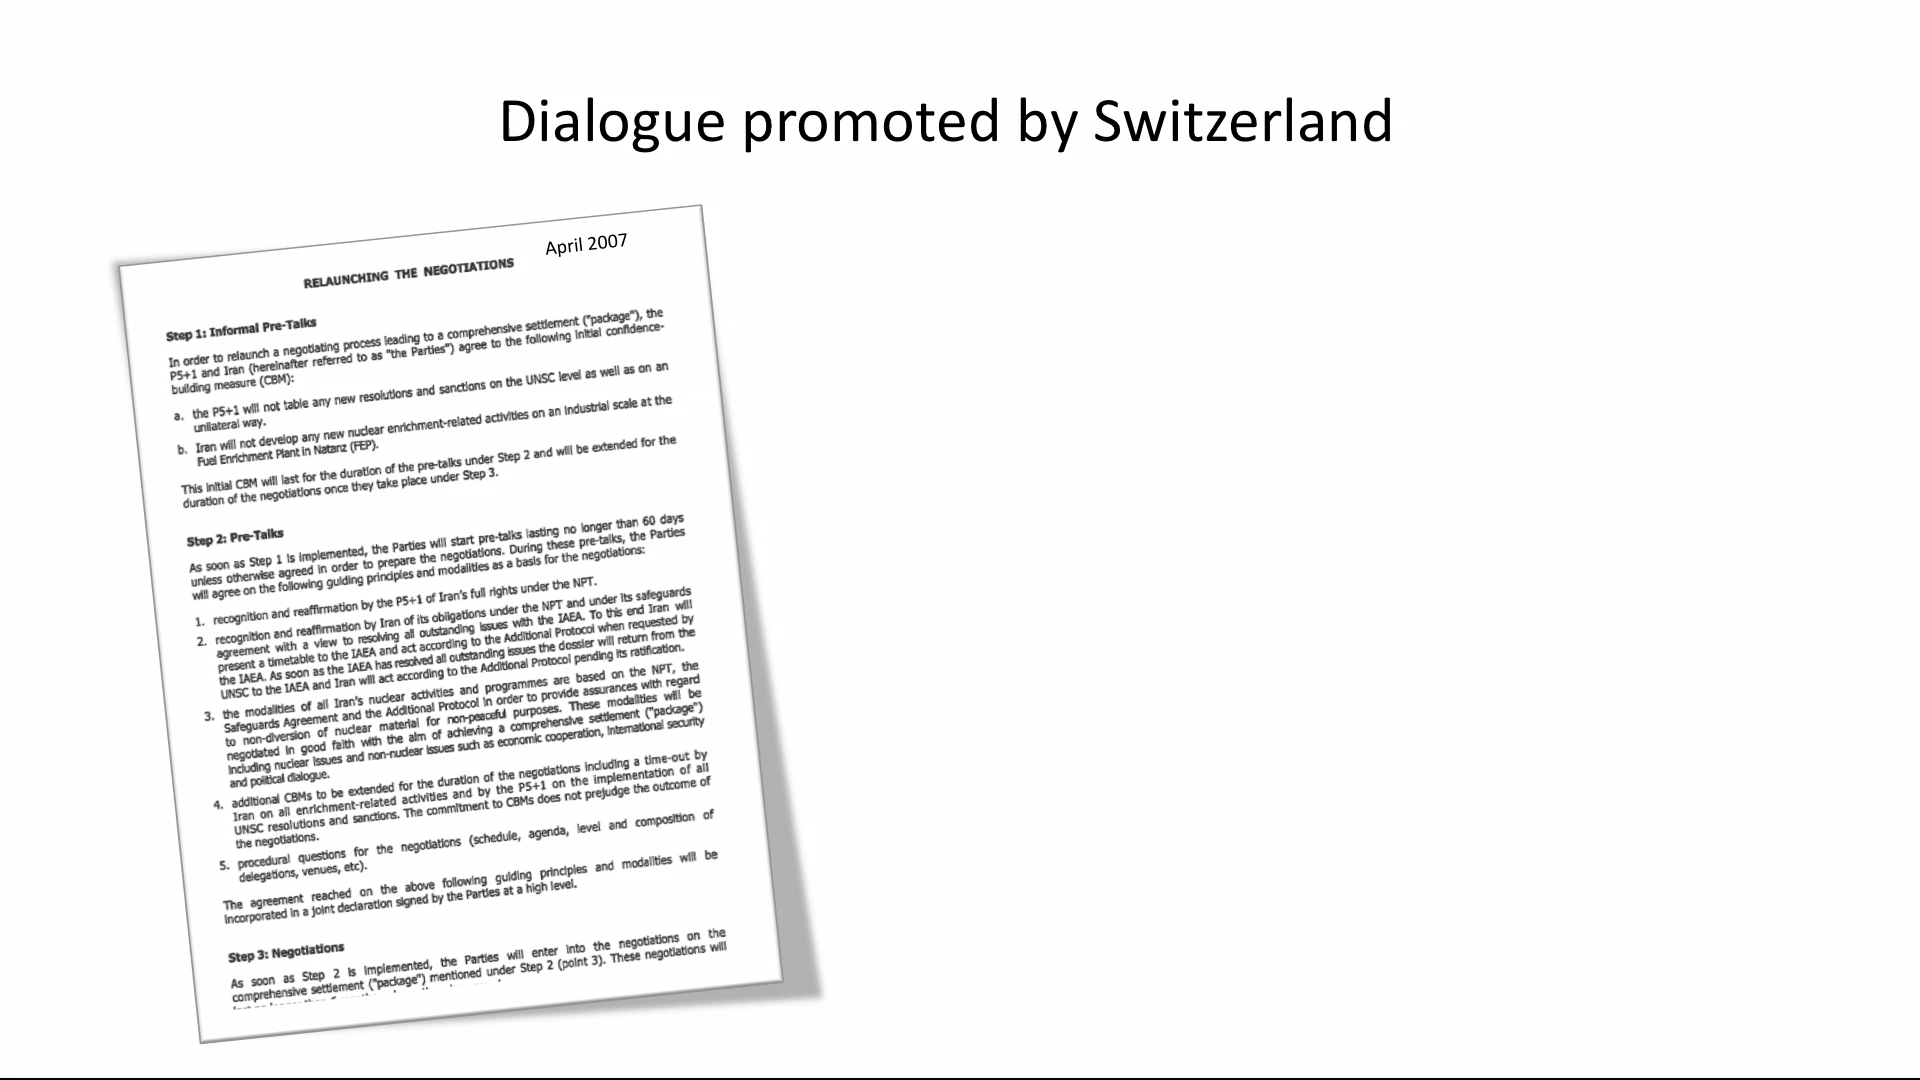 Dialogue promoted by Switzerland
April 2007
RELAUNCHING THE NEGOTIATIONS
Step 1: Informal Pre-Talks
In order to relaunch a negotiating process leading to a comprehensive settlement ("package"), the
P5+1 and Iran (hereinafter referred to as "the Parties") agree to the following initial confidence-
building measure (CBM):
a. the P5+1 will not table any new resolutions and sanctions on the UNSC level as well as on an
unilateral way.
b. Iran will not develop any new nuclear enrichment-related activities on an industrial scale at the
Fuel Enrichment Plant in Natanz (FEP).
This initial CBM will last for the duration of the pre-talks under Step 2 and will be extended for the
duration of the negotiations once they take place under Step 3.
Step 2: Pre-Talks
As soon as Step 1 is implemented, the Parties will start pre-talks lasting no longer than 60 days
unless otherwise agreed in order to prepare the negotiations. During these pre-talks, the Parties
will agree on the following guiding principles and modalities as a basis for the negotiations:
1. recognition and reaffirmation by the P5+1 of Iran's full rights under the NPT.
2. recognition and reaffirmation by Iran of its obligations under the NPT and under its safeguards
agreement with a view to resolving all outstanding issues with the IAEA. To this end Iran will
present a timetable to the IAEA and act according to the Additional Protocol when requested by
the IAEA. As soon as the IAEA has resolved all outstanding issues the dossier will return from the
UNSC to the IAEA and Iran will act according to the Additional Protocol pending its ratification.
3. the modalities of all Iran's nuclear activities and programmes are based on the NPT, the
Safeguards Agreement and the Additional Protocol in order to provide assurances with regard
to non-diversion of nuclear material for non-peaceful purposes. These modalities will be
negotiated in good faith with the aim of achieving a comprehensive settlement ("package")
including nuclear issues and non-nuclear issues such as economic cooperation, international security
and political dialogue.
4. additional CBMs to be extended for the duration of the negotiations including a time-out by
Iran on all enrichment-related activities and by the P5+1 on the implementation of all
UNSC resolutions and sanctions. The commitment to CBMs does not prejudge the outcome of
the negotiations.
5. procedural questions for the negotiations (schedule, agenda, level and composition of
delegations, venues, etc).
The agreement reached on the above following guiding principles and modalities will be
incorporated in a joint declaration signed by the Parties at a high level.
Step 3: Negotiations
As soon as Step 2 is implemented, the Parties will enter into the negotiations on the
comprehensive settlement ("package") mentioned under Step 2 (point 3). These negotiations will